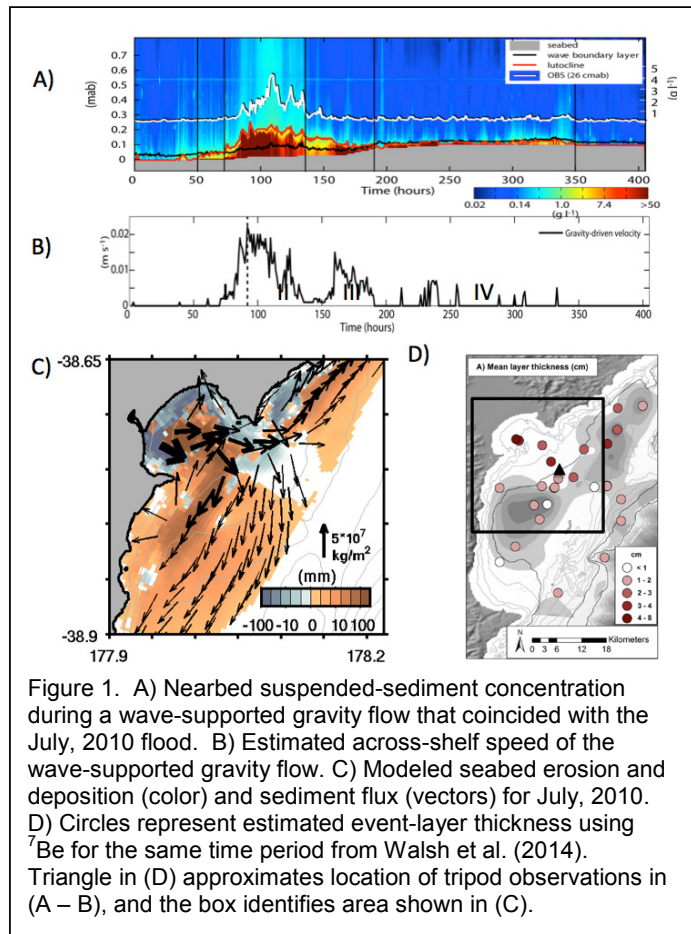 A)
seabed
wave boundary layer
lutocline
OBS (26 cmab)
(mab)
0.8
0.7
0.6
0.5
0.4
0.3
0.2
0.1
0
5
4
3
2
1
(g l⁻¹)
0 50 100 150 200 250 300 350 400
Time (hours)
0.02 0.14 1.0 7.4 >50
(g l⁻¹)
B)
(m s⁻¹)
0.02
0.01
0
Gravity-driven velocity
I II III IV
0 50 100 150 200 250 300 350 400
Time (hours)
C)
-38.65
-38.9
177.9 178.2
5*10⁷
kg/m²
(mm)
-100 -10 0 10 100
D)
A) Mean layer thickness (cm)
cm
< 1
1 - 2
2 - 3
3 - 4
4 - 8
N
0 3 6 12 18 Kilometers
Figure 1. A) Nearbed suspended-sediment concentration
during a wave-supported gravity flow that coincided with the
July, 2010 flood. B) Estimated across-shelf speed of the
wave-supported gravity flow. C) Modeled seabed erosion and
deposition (color) and sediment flux (vectors) for July, 2010.
D) Circles represent estimated event-layer thickness using
⁷Be for the same time period from Walsh et al. (2014).
Triangle in (D) approximates location of tripod observations in
(A – B), and the box identifies area shown in (C).